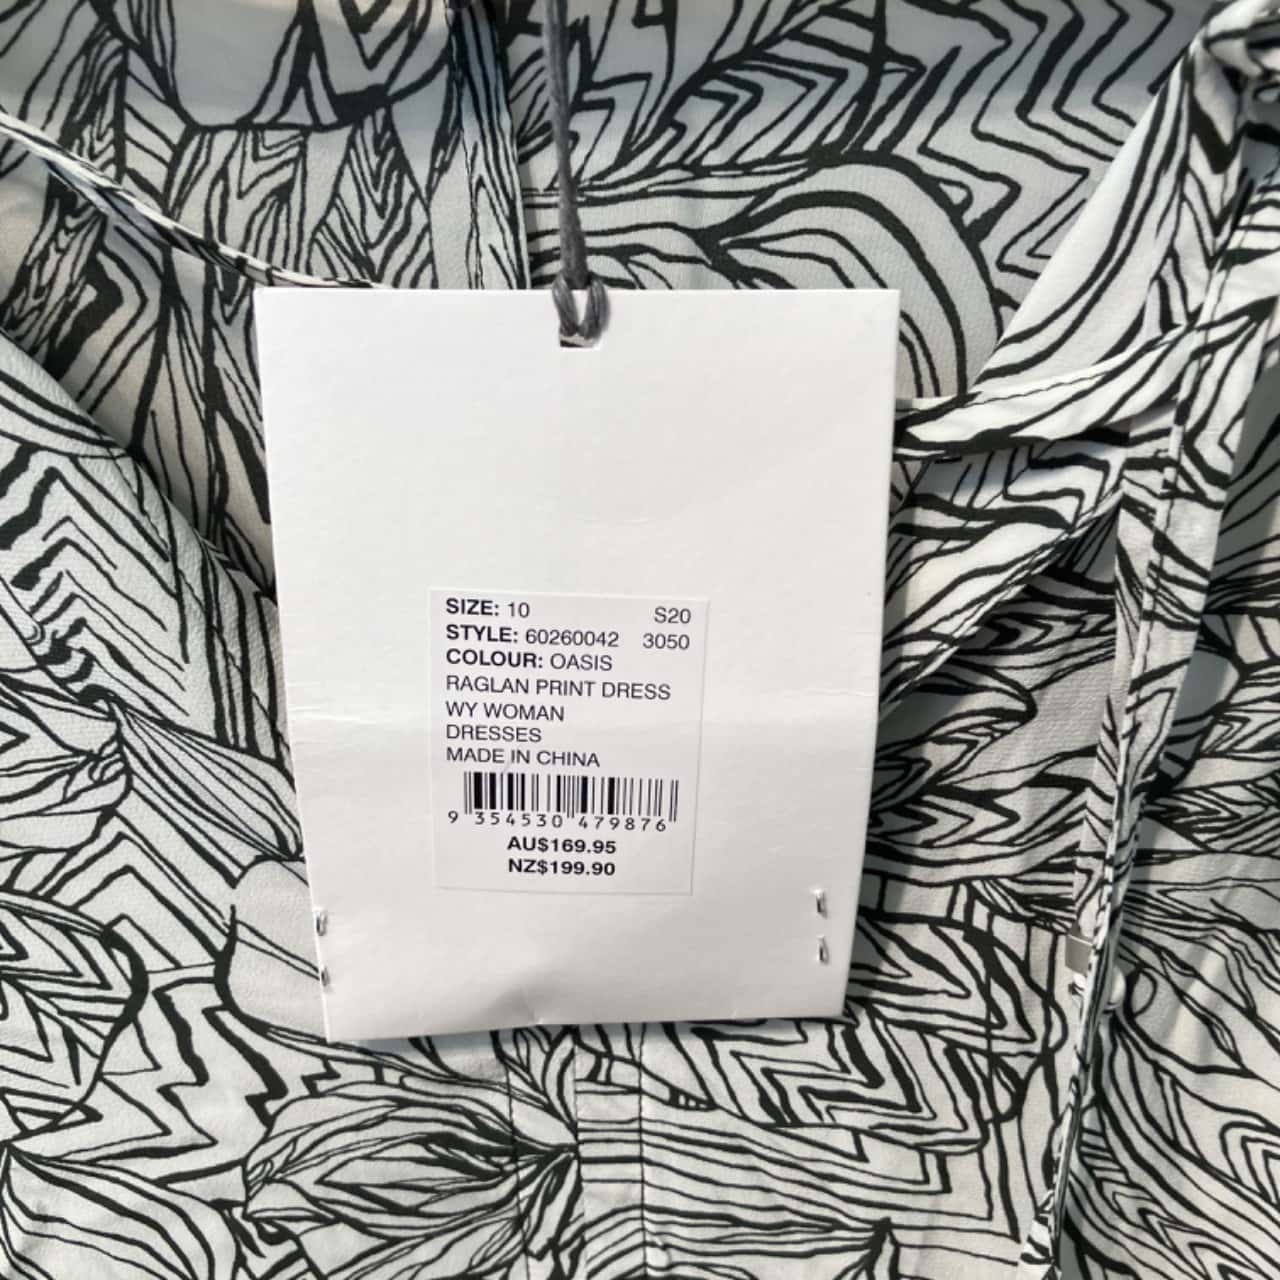 SIZE: 10 S20
STYLE: 60260042 3050
COLOUR: OASIS
RAGLAN PRINT DRESS
WY WOMAN
DRESSES
MADE IN CHINA
9 354530 479876
AU$169.95
NZ$199.90